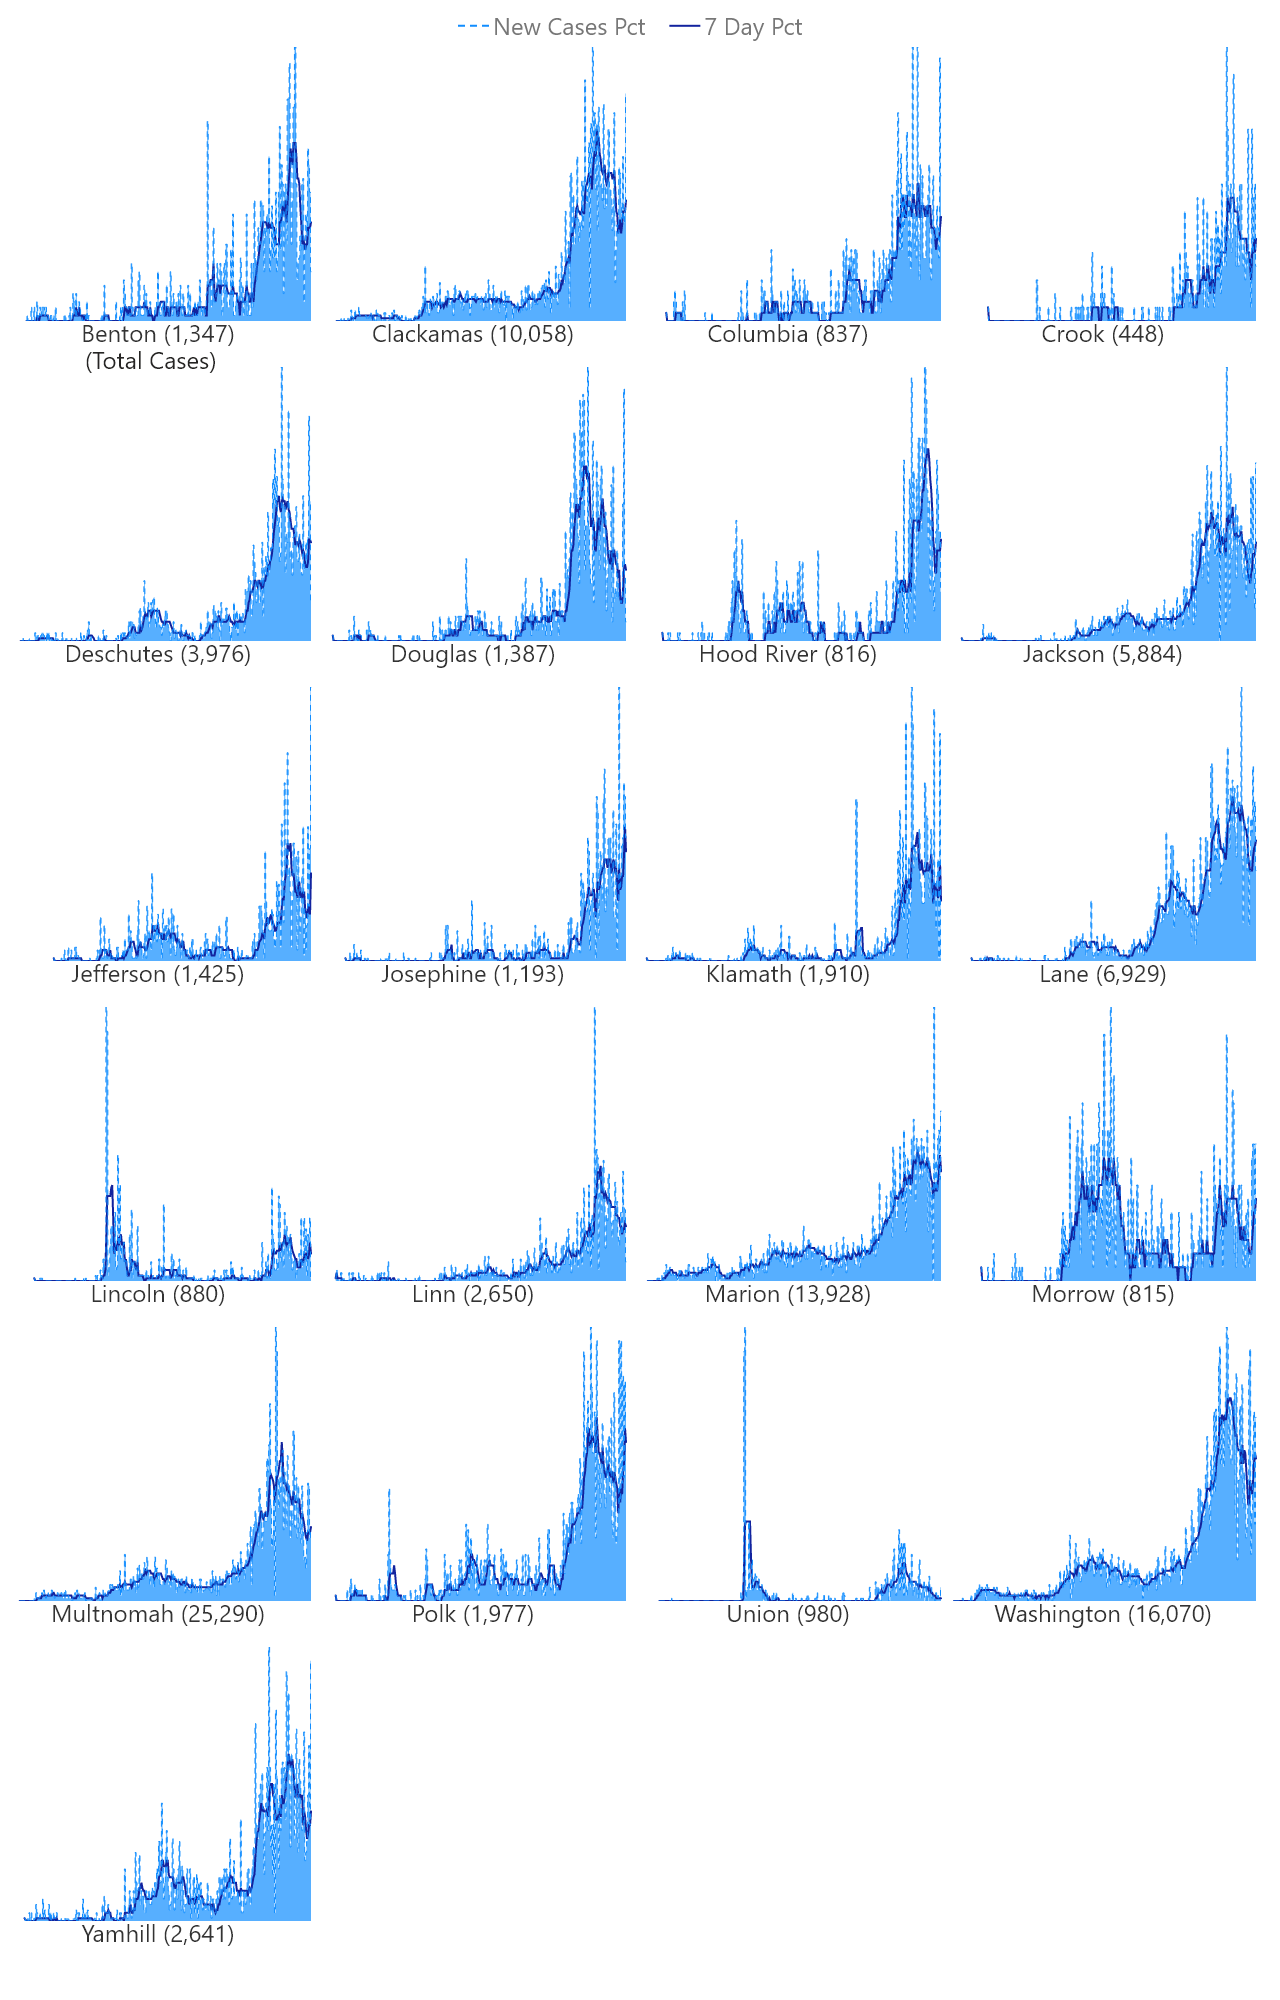 New Cases Pct 7 Day Pct
Benton (1,347) Clackamas (10,058) Columbia (837) Crook (448)
(Total Cases)
Deschutes (3,976) Douglas (1,387) Hood River (816) Jackson (5,884)
Jefferson (1,425) Josephine (1,193) Klamath (1,910) Lane (6,929)
Lincoln (880) Linn (2,650) Marion (13,928) Morrow (815)
Multnomah (25,290) Polk (1,977) Union (980) Washington (16,070)
Yamhill (2,641)